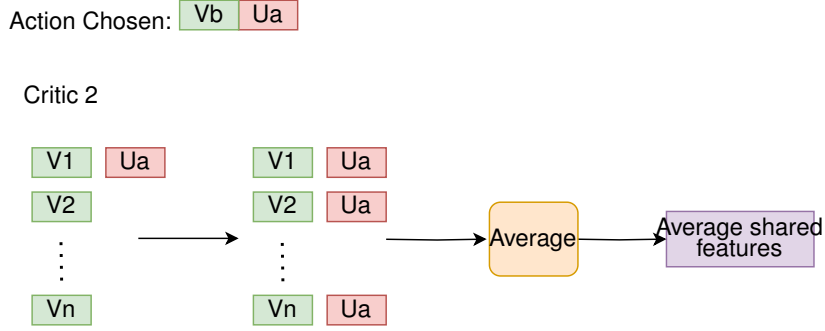 Action Chosen: Vb Ua
Critic 2
V1 Ua V1 Ua
V2 V2 Ua
Average
Average shared
features
Vn Vn Ua